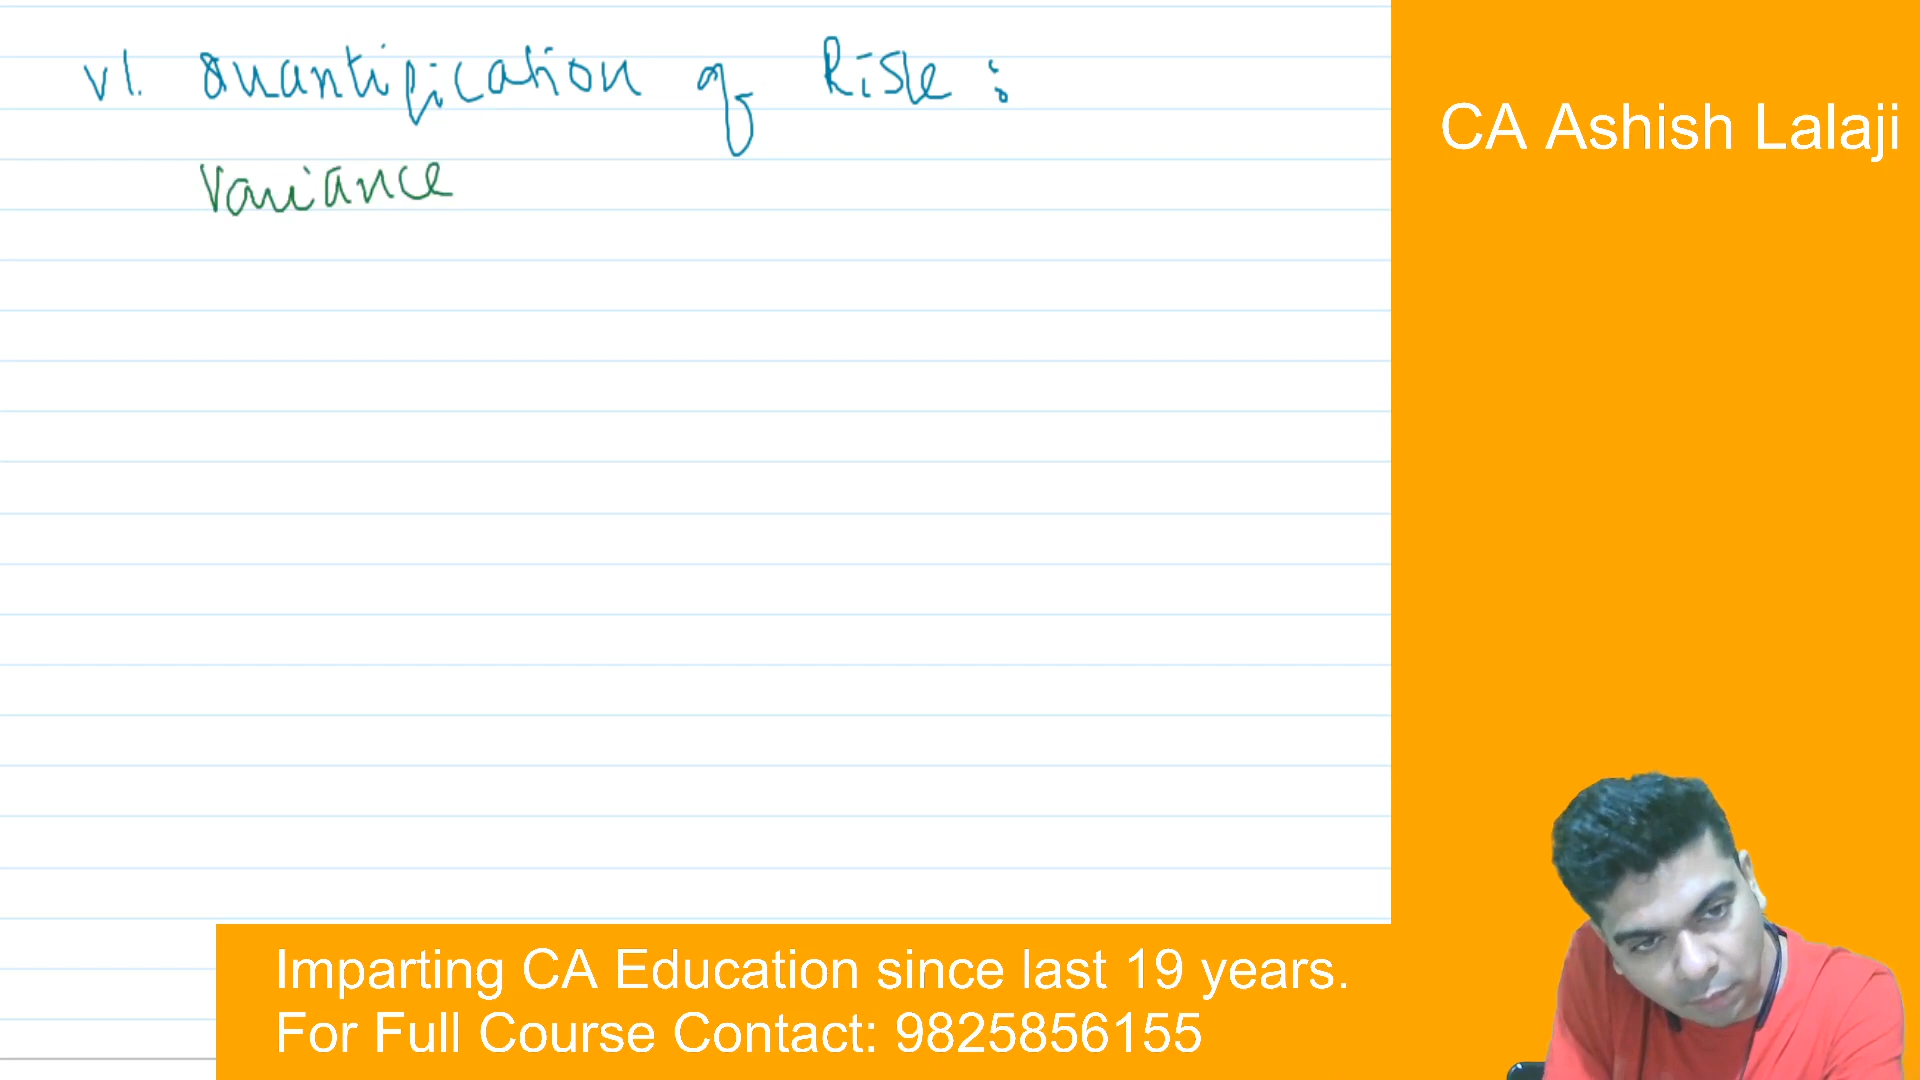 VI. Quantification of Risk :
Variance
CA Ashish Lalaji
Imparting CA Education since last 19 years.
For Full Course Contact: 9825856155